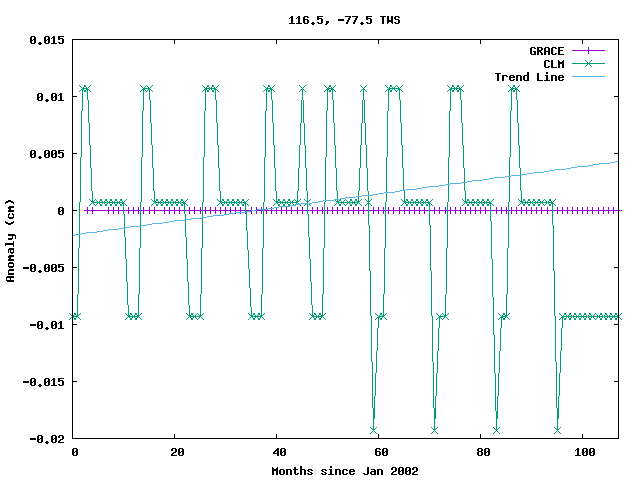 116.5, -77.5 TWS
0.015
0.01
0.005
0
-0.005
-0.01
-0.015
-0.02
Anomaly (cm)
GRACE
CLM
Trend Line
0 20 40 60 80 100
Months since Jan 2002